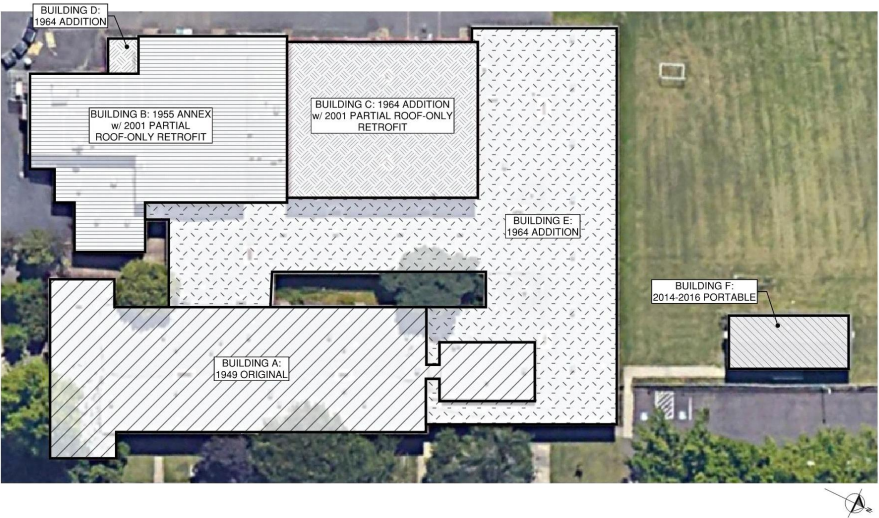 BUILDING D:
1964 ADDITION
BUILDING B: 1955 ANNEX
w/ 2001 PARTIAL
ROOF-ONLY RETROFIT
BUILDING C: 1964 ADDITION
w/ 2001 PARTIAL ROOF-ONLY
RETROFIT
BUILDING E:
1964 ADDITION
BUILDING F:
2014-2016 PORTABLE
BUILDING A:
1949 ORIGINAL
N